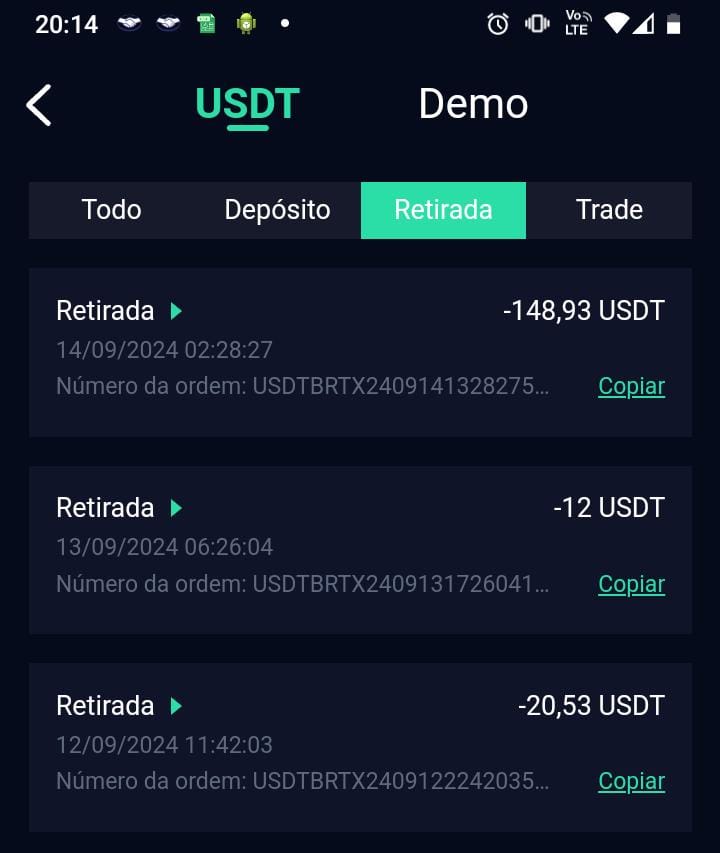 20:14
Vo LTE
USDT Demo
Todo Depósito Retirada Trade
Retirada -148,93 USDT
14/09/2024 02:28:27
Número da ordem: USDTBRTX2409141328275... Copiar
Retirada -12 USDT
13/09/2024 06:26:04
Número da ordem: USDTBRTX2409131726041... Copiar
Retirada -20,53 USDT
12/09/2024 11:42:03
Número da ordem: USDTBRTX2409122242035... Copiar